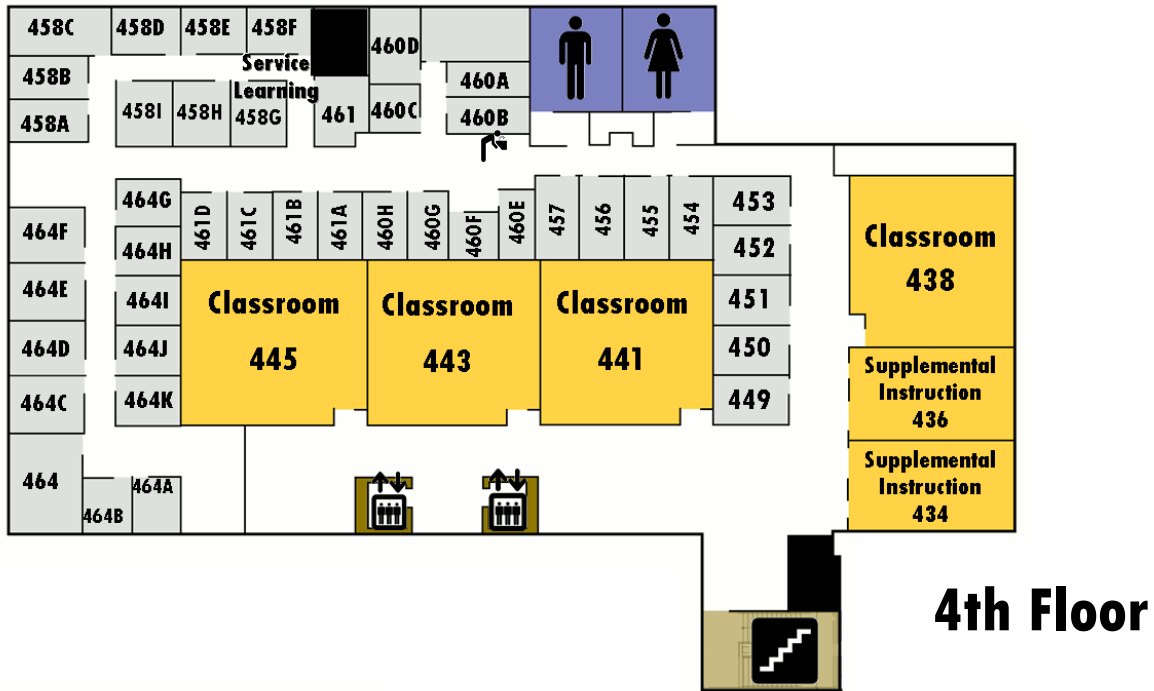 458C
458D
458E
458F
460D
Service
Learning
458B
460A
458A
458I
458H
458G
461
460C
460B
464G
461D
461C
461B
461A
460H
460G
460F
460E
457
456
455
454
453
464F
464H
452
Classroom
438
464E
464I
Classroom
445
Classroom
443
Classroom
441
451
464D
464J
450
Supplemental
Instruction
436
464C
464K
449
464
464B
464A
Supplemental
Instruction
434
4th Floor